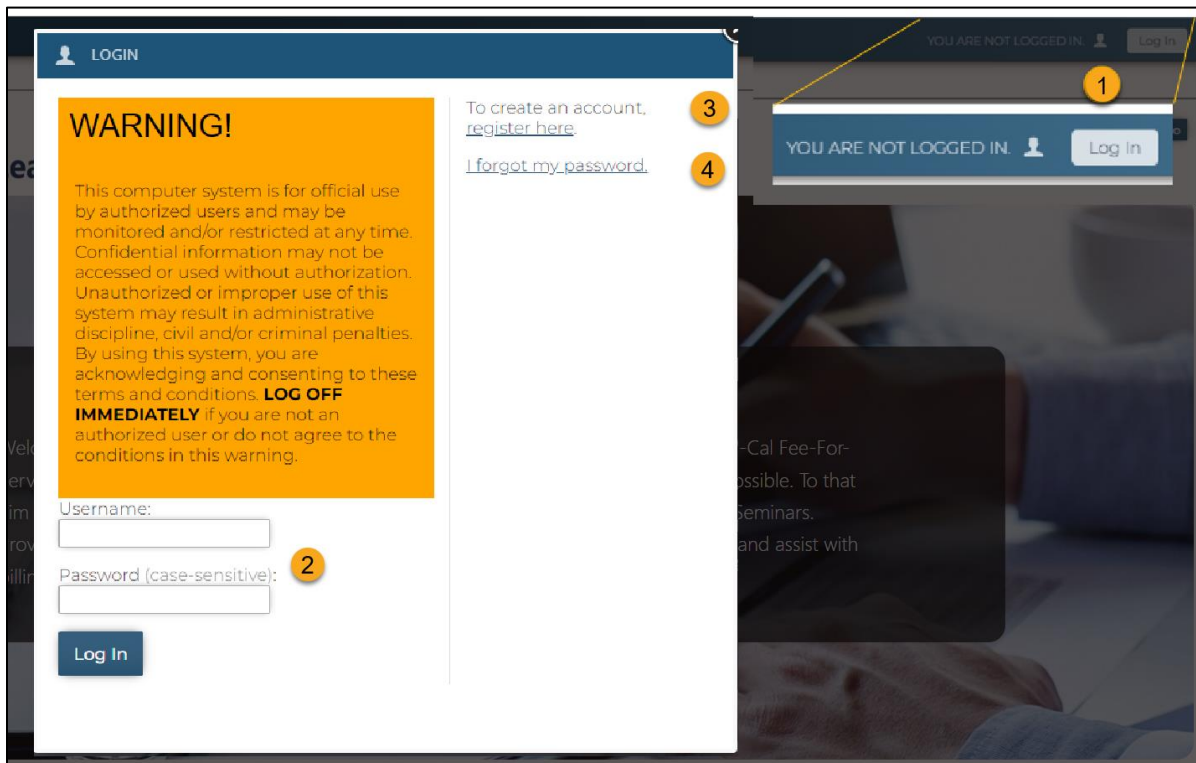 YOU ARE NOT LOGGED IN. Log In
1
YOU ARE NOT LOGGED IN. Log In
LOGIN
WARNING!
This computer system is for official use
by authorized users and may be
monitored and/or restricted at any time.
Confidential information may not be
accessed or used without authorization.
Unauthorized or improper use of this
system may result in administrative
discipline, civil and/or criminal penalties.
By using this system, you are
acknowledging and consenting to these
terms and conditions. LOG OFF
IMMEDIATELY if you are not an
authorized user or do not agree to the
conditions in this warning.
Username:
Password (case-sensitive):
2
Log In
To create an account,
register here.
3
I forgot my password.
4
-Cal Fee-For-
ossible. To that
Seminars.
and assist with